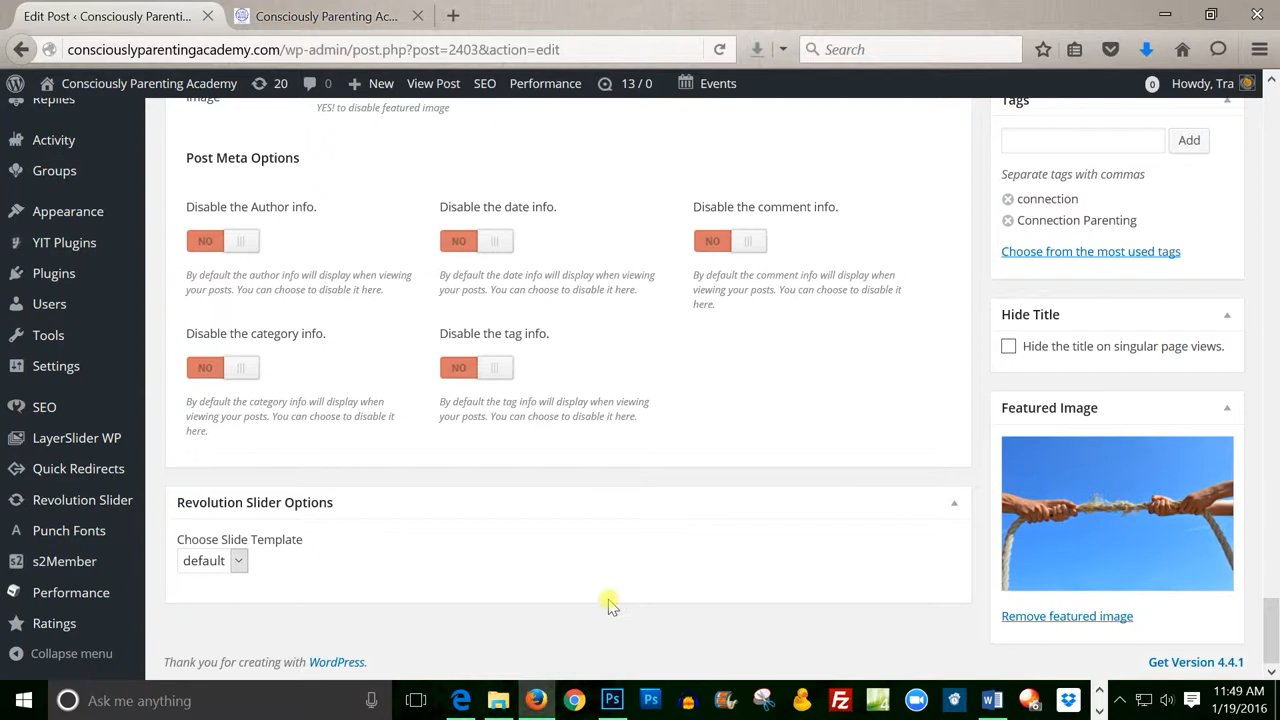 Edit Post ‹ Consciously Parenti...
Consciously Parenting Ac...
consciouslyparentingacademy.com/wp-admin/post.php?post=2403&action=edit
Search
Consciously Parenting Academy
20
0
New
View Post
SEO
Performance
13 / 0
Events
0
Howdy, Tra
Replies
Activity
Groups
Appearance
YIT Plugins
Plugins
Users
Tools
Settings
SEO
LayerSlider WP
Quick Redirects
Revolution Slider
Punch Fonts
s2Member
Performance
Ratings
Collapse menu
Image
YES! to disable featured image
Post Meta Options
Disable the Author info.
NO
By default the author info will display when viewing
your posts. You can choose to disable it here.
Disable the date info.
NO
By default the date info will display when viewing
your posts. You can choose to disable it here.
Disable the comment info.
NO
By default the comment info will display when
viewing your posts. You can choose to disable it
here.
Disable the category info.
NO
By default the category info will display when
viewing your posts. You can choose to disable it
here.
Disable the tag info.
NO
By default the tag info will display when viewing
your posts. You can choose to disable it here.
Revolution Slider Options
Choose Slide Template
default
Thank you for creating with WordPress.
Tags
Add
Separate tags with commas
connection
Connection Parenting
Choose from the most used tags
Hide Title
Hide the title on singular page views.
Featured Image
Remove featured image
Get Version 4.4.1
Ask me anything
Ps
Ps
FZ
11:49 AM
1/19/2016